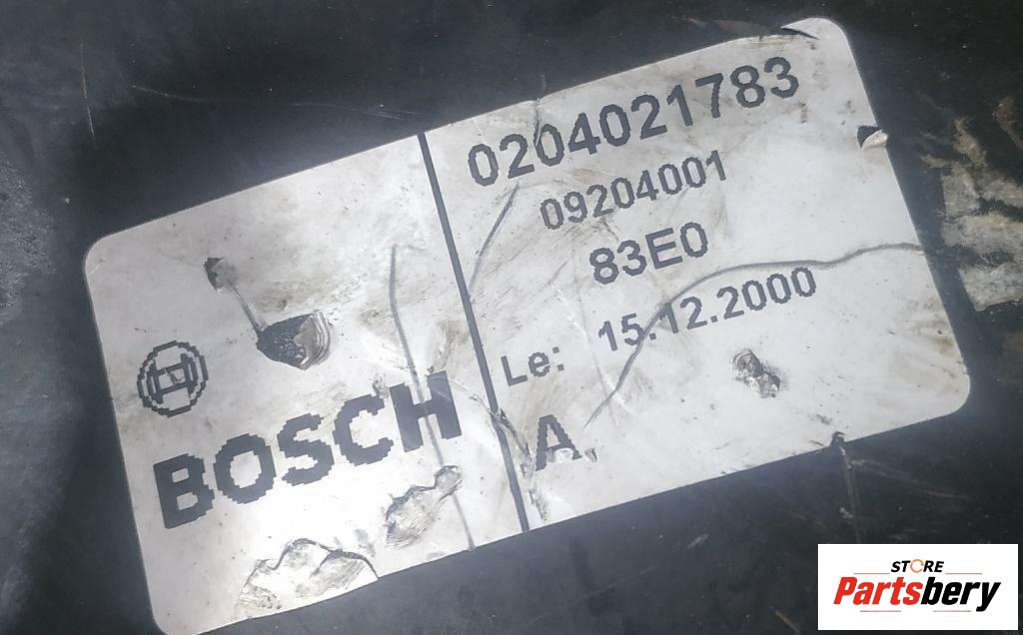 BOSCH
0204021783
09204001
83E0
Le: 15.12.2000
A
STORE
Partsbery